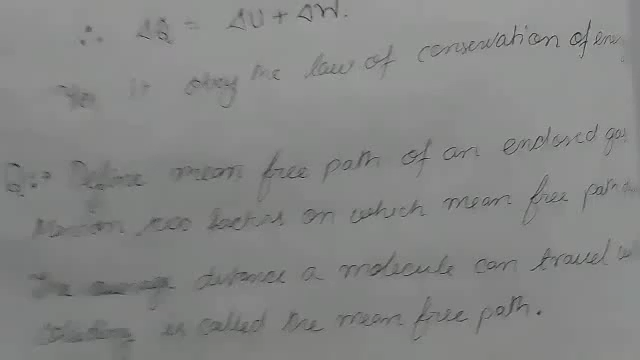 ∴ ΔQ = ΔU + ΔW.
It obey the law of conservation of ener
Q:→ Define mean free path of an enclosed gas
Mention two factors on which mean free path
The average distance a molecule can travel
is called the mean free path.